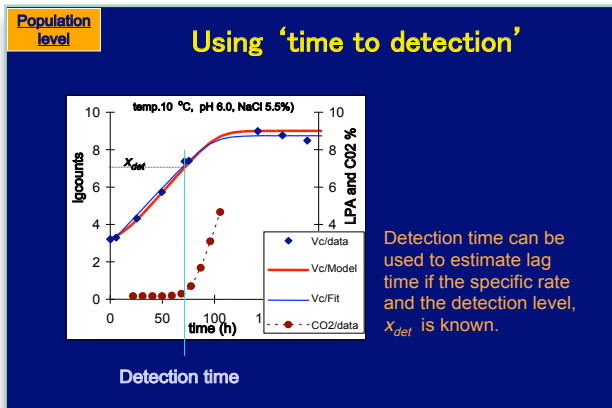 Population
level
Using ‘time to detection’
temp.10 °C, pH 6.0, NaCl 5.5%)
10
8
6
4
2
0
lgcounts
x_det
10
8
6
4
LPA and C02 %
0
50
100
1
time (h)
Vc/data
Vc/Model
Vc/Fit
CO2/data
Detection time can be
used to estimate lag
time if the specific rate
and the detection level,
x_det is known.
Detection time